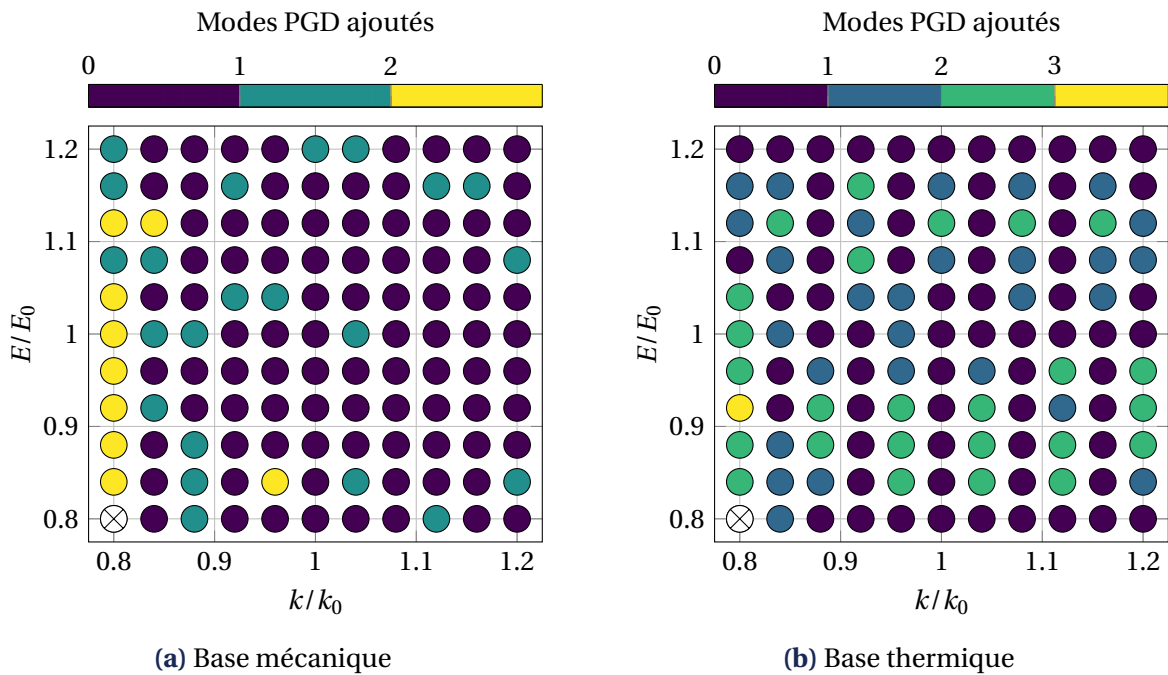 Modes PGD ajoutés
0 1 2
1.2
1.1
1
0.9
0.8
E/E₀
0.8 0.9 1 1.1 1.2
k/k₀
(a) Base mécanique
Modes PGD ajoutés
0 1 2 3
1.2
1.1
1
0.9
0.8
E/E₀
0.8 0.9 1 1.1 1.2
k/k₀
(b) Base thermique